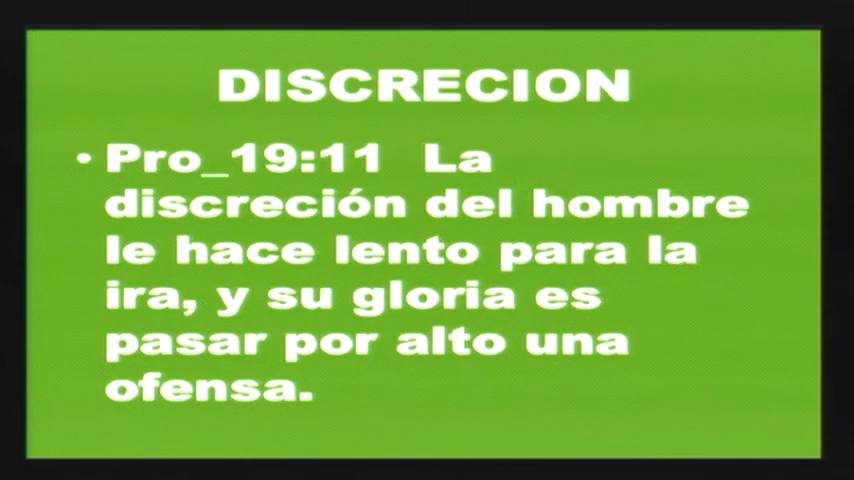 DISCRECION
• Pro_19:11 La
discreción del hombre
le hace lento para la
ira, y su gloria es
pasar por alto una
ofensa.